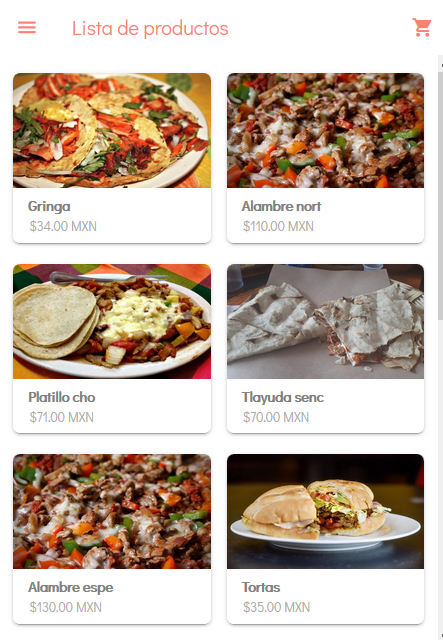 Lista de productos
Gringa
$34.00 MXN
Alambre nort
$110.00 MXN
Platillo cho
$71.00 MXN
Tlayuda senc
$70.00 MXN
Alambre espe
$130.00 MXN
Tortas
$35.00 MXN